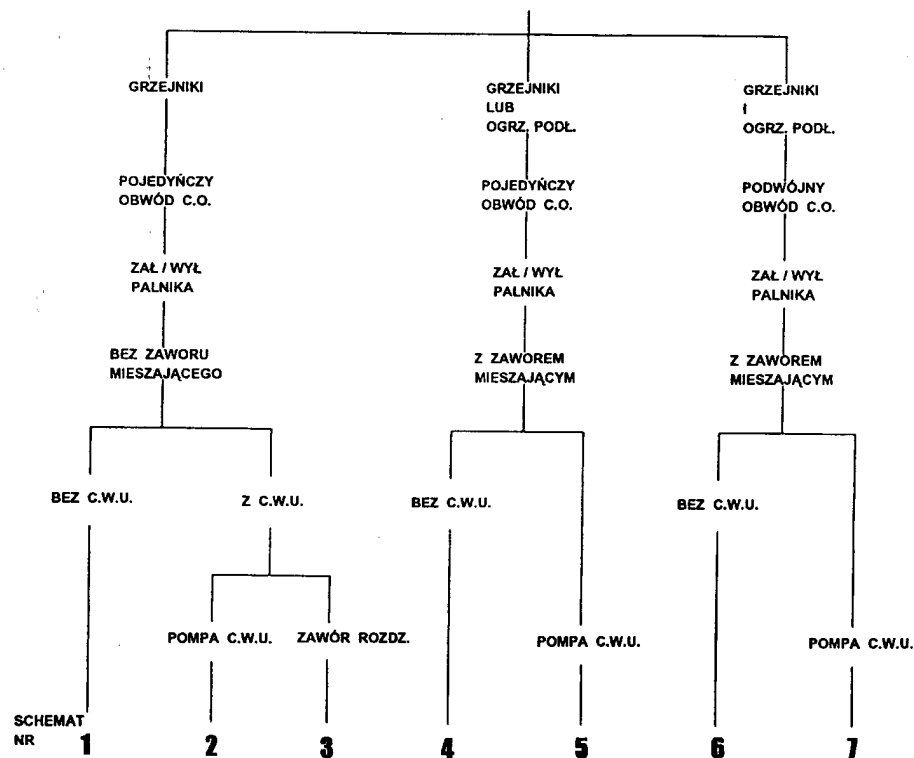 GRZEJNIKI
GRZEJNIKI
LUB
OGRZ. PODŁ.
GRZEJNIKI
I
OGRZ. PODŁ.
POJEDYŃCZY
OBWÓD C.O.
POJEDYŃCZY
OBWÓD C.O.
PODWÓJNY
OBWÓD C.O.
ZAŁ / WYŁ
PALNIKA
ZAŁ / WYŁ
PALNIKA
ZAŁ / WYŁ
PALNIKA
BEZ ZAWORU
MIESZAJĄCEGO
Z ZAWOREM
MIESZAJĄCYM
Z ZAWOREM
MIESZAJĄCYM
BEZ C.W.U.
Z C.W.U.
BEZ C.W.U.
BEZ C.W.U.
POMPA C.W.U.
ZAWÓR ROZDZ.
POMPA C.W.U.
POMPA C.W.U.
SCHEMAT
NR 1 2 3 4 5 6 7